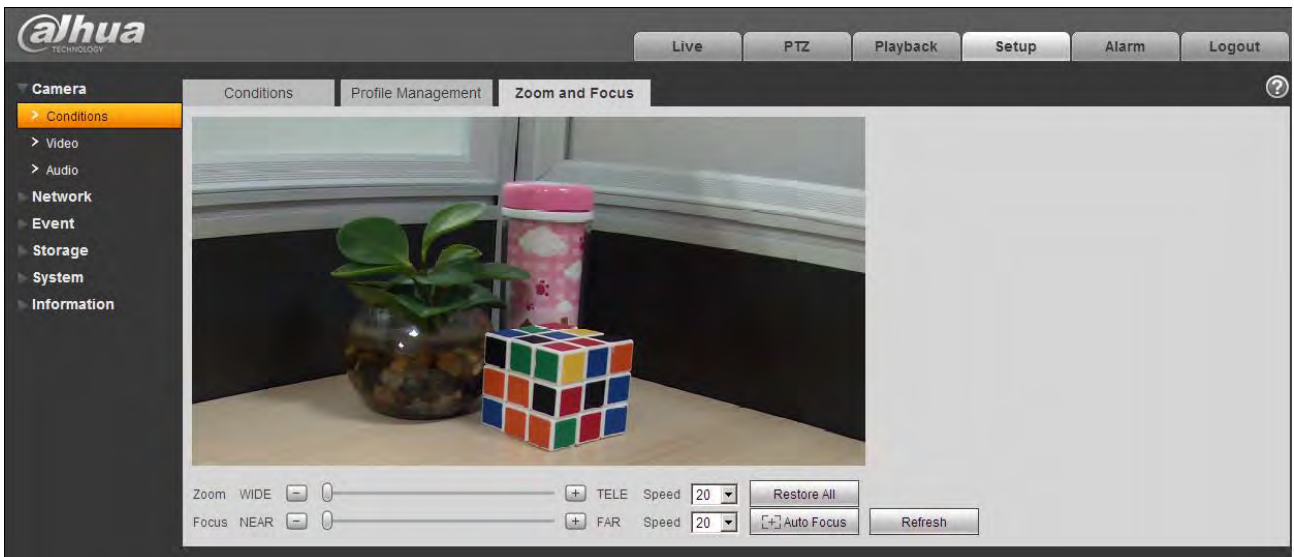 alhua
TECHNOLOGY
Live PTZ Playback Setup Alarm Logout
Camera
Conditions Profile Management Zoom and Focus
Conditions
Video
Audio
Network
Event
Storage
System
Information
Zoom WIDE - + TELE Speed 20 Restore All
Focus NEAR - + FAR Speed 20 [+] Auto Focus Refresh